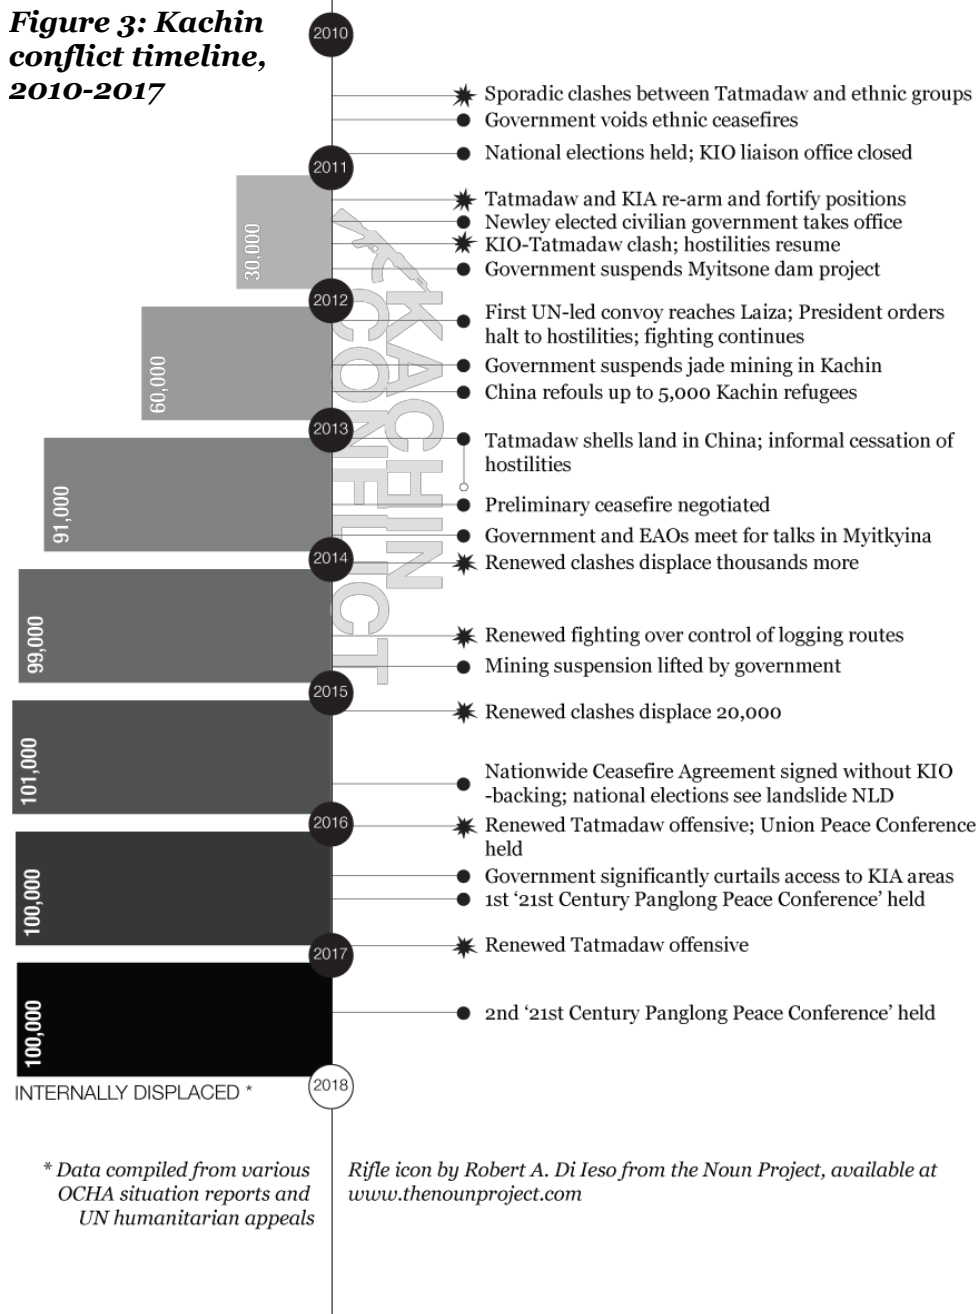 Figure 3: Kachin
conflict timeline,
2010-2017
2010
Sporadic clashes between Tatmadaw and ethnic groups
Government voids ethnic ceasefires
National elections held; KIO liaison office closed
2011
30,000
Tatmadaw and KIA re-arm and fortify positions
Newley elected civilian government takes office
KIO-Tatmadaw clash; hostilities resume
Government suspends Myitsone dam project
KACHIN
CONFLICT
2012
60,000
First UN-led convoy reaches Laiza; President orders
halt to hostilities; fighting continues
Government suspends jade mining in Kachin
China refouls up to 5,000 Kachin refugees
2013
91,000
Tatmadaw shells land in China; informal cessation of
hostilities
Preliminary ceasefire negotiated
Government and EAOs meet for talks in Myitkyina
2014
99,000
Renewed clashes displace thousands more
Renewed fighting over control of logging routes
Mining suspension lifted by government
2015
101,000
Renewed clashes displace 20,000
Nationwide Ceasefire Agreement signed without KIO
-backing; national elections see landslide NLD
2016
100,000
Renewed Tatmadaw offensive; Union Peace Conference
held
Government significantly curtails access to KIA areas
1st ‘21st Century Panglong Peace Conference’ held
Renewed Tatmadaw offensive
2017
100,000
2nd ‘21st Century Panglong Peace Conference’ held
2018
INTERNALLY DISPLACED *
* Data compiled from various
OCHA situation reports and
UN humanitarian appeals
Rifle icon by Robert A. Di Ieso from the Noun Project, available at
www.thenounproject.com